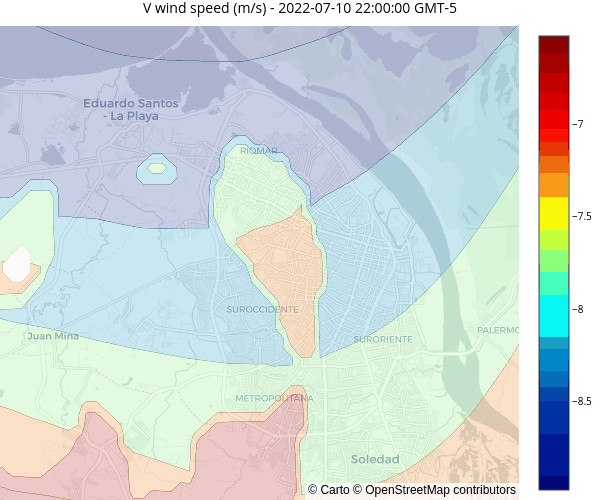 V wind speed (m/s) - 2022-07-10 22:00:00 GMT-5
Eduardo Santos
- La Playa
RIOMAR
SUROCCIDENTE
Juan Mina
SURORIENTE
PALERMO
METROPOLITANA
Soledad
© Carto © OpenStreetMap contributors
−7
−7.5
−8
−8.5